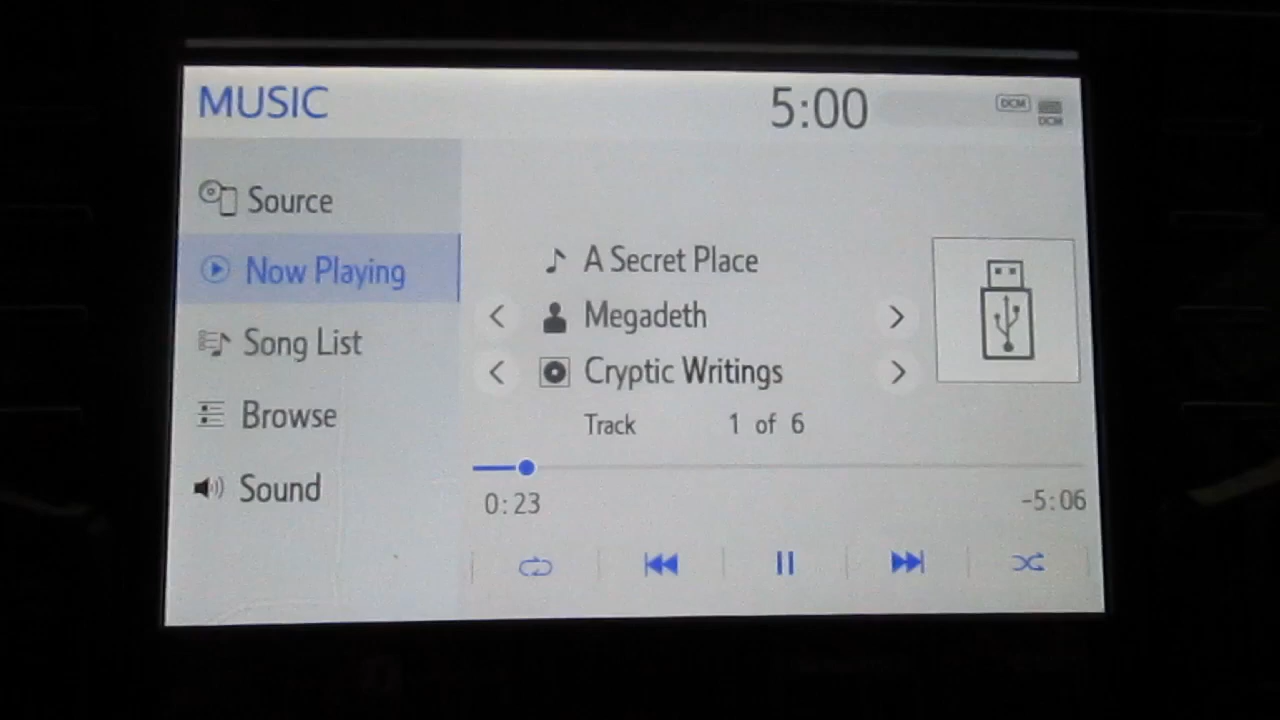 MUSIC 5:00 DCM
DCM
Source
Now Playing
Song List
Browse
Sound
A Secret Place
Megadeth
Cryptic Writings
Track 1 of 6
0:23 -5:06